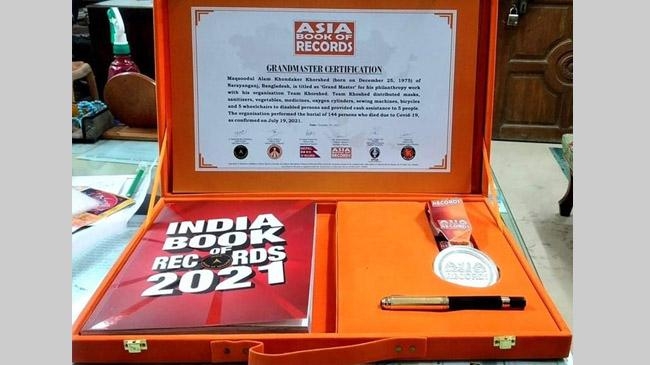 ASIA
BOOK OF
RECORDS
GRANDMASTER CERTIFICATION
Maqsoodul Alam Khondaker Khorshed (born on December 25, 1975) of
Narayanganj, Bangladesh, is titled as 'Grand Master' for his philanthropy work
with his organisation Team Khorshed. Team Khoshed distributed masks,
sanitizers, vegetables, medicines, oxygen cylinders, sewing machines, bicycles
and 5 wheelchairs to disabled persons and provided cash assistance to 5 people.
The organisation performed the burial of 144 persons who died due to Covid-19,
as confirmed on July 19, 2021.
ASIA
RECORDS
INDIA
BOOK
OF
RECORDS
2021
RECORDS
ASIA
RECORDS